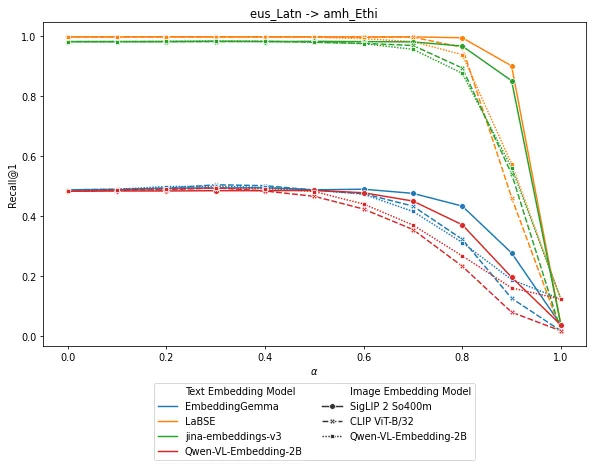 eus_Latn -> amh_Ethi
1.0
0.8
0.6
0.4
0.2
0.0
Recall@1
0.0 0.2 0.4 0.6 0.8 1.0
α
Text Embedding Model
EmbeddingGemma
LaBSE
jina-embeddings-v3
Qwen-VL-Embedding-2B
Image Embedding Model
SigLIP 2 So400m
CLIP ViT-B/32
Qwen-VL-Embedding-2B